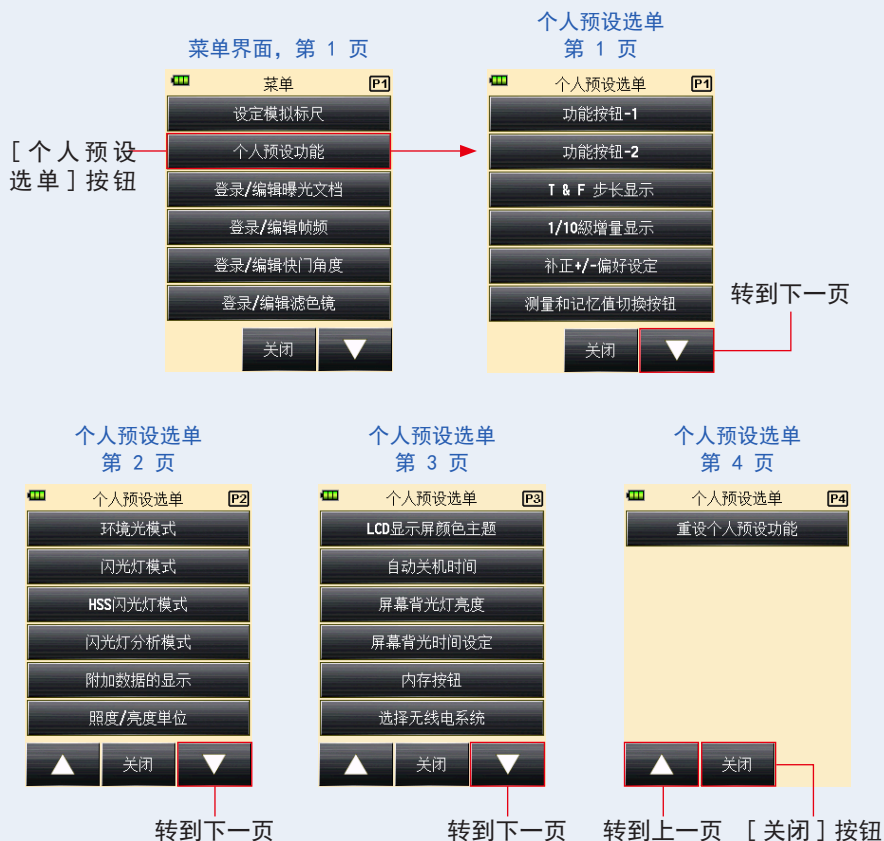 菜单界面，第 1 页
个人预设选单
第 1 页
菜单 P1
设定模拟标尺
个人预设功能
登录/编辑曝光文档
登录/编辑帧频
登录/编辑快门角度
登录/编辑滤色镜
关闭 ▼
[个人预设
选单]按钮
个人预设选单 P1
功能按钮-1
功能按钮-2
T & F 步长显示
1/10級增量显示
补正+/-偏好设定
测量和记忆值切换按钮
关闭 ▼
转到下一页
个人预设选单
第 2 页
个人预设选单 P2
环境光模式
闪光灯模式
HSS闪光灯模式
闪光灯分析模式
附加数据的显示
照度/亮度単位
▲ 关闭 ▼
转到下一页
个人预设选单
第 3 页
个人预设选单 P3
LCD显示屏颜色主题
自动关机时间
屏幕背光灯亮度
屏幕背光时间设定
内存按钮
选择无线电系统
▲ 关闭 ▼
转到下一页
个人预设选单
第 4 页
个人预设选单 P4
重设个人预设功能
▲ 关闭
转到上一页 [关闭]按钮